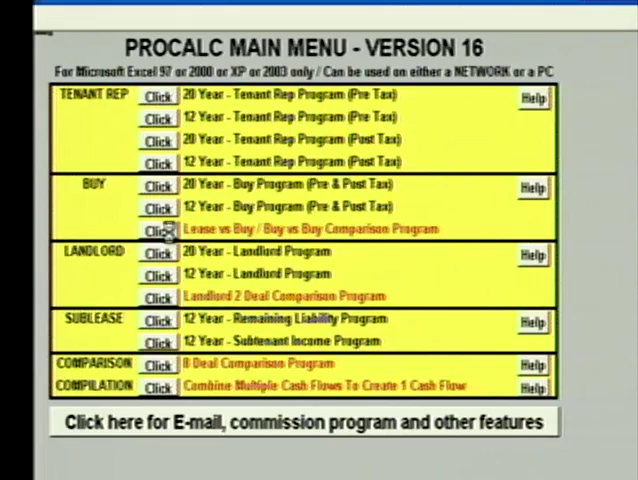 PROCALC MAIN MENU - VERSION 16
For Microsoft Excel 97 or 2000 or XP or 2003 only / Can be used on either a NETWORK or a PC
TENANT REP Click 20 Year - Tenant Rep Program (Pre Tax) Help
Click 12 Year - Tenant Rep Program (Pre Tax)
Click 20 Year - Tenant Rep Program (Post Tax)
Click 12 Year - Tenant Rep Program (Post Tax)
BUY Click 20 Year - Buy Program (Pre & Post Tax) Help
Click 12 Year - Buy Program (Pre & Post Tax)
Click Lease vs Buy / Buy vs Buy Comparison Program
LANDLORD Click 20 Year - Landlord Program Help
Click 12 Year - Landlord Program
Click Landlord 2 Deal Comparison Program
SUBLEASE Click 12 Year - Remaining Liability Program Help
Click 12 Year - Subtenant Income Program
COMPARISON Click 8 Deal Comparison Program Help
COMPILATION Click Combine Multiple Cash Flows To Create 1 Cash Flow Help
Click here for E-mail, commission program and other features